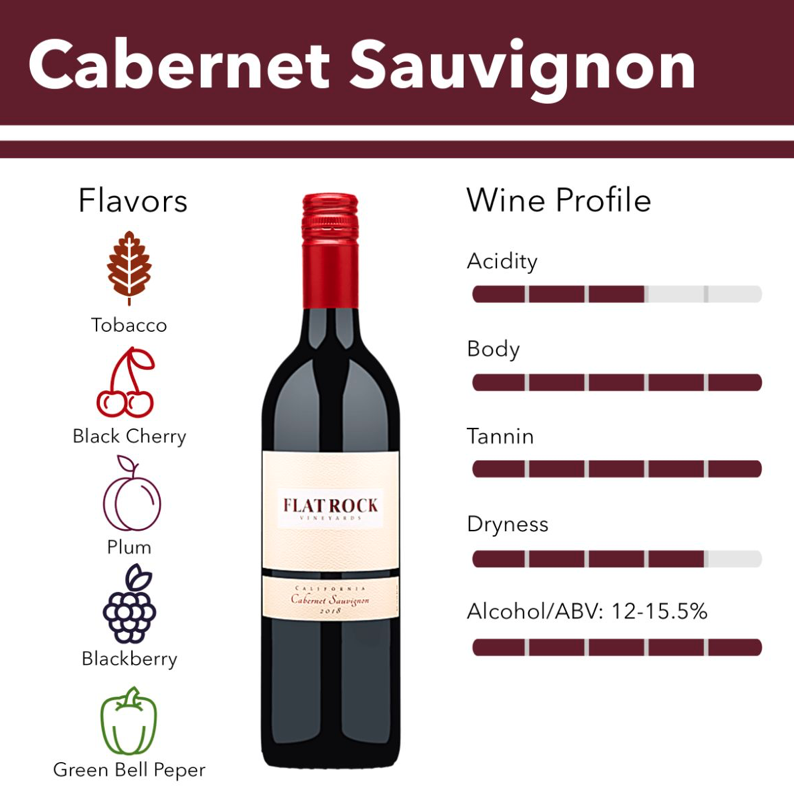 Cabernet Sauvignon
Flavors
Tobacco
Black Cherry
Plum
Blackberry
Green Bell Peper
FLAT ROCK
VINEYARDS
CALIFORNIA
Cabernet Sauvignon
2018
Wine Profile
Acidity
Body
Tannin
Dryness
Alcohol/ABV: 12-15.5%